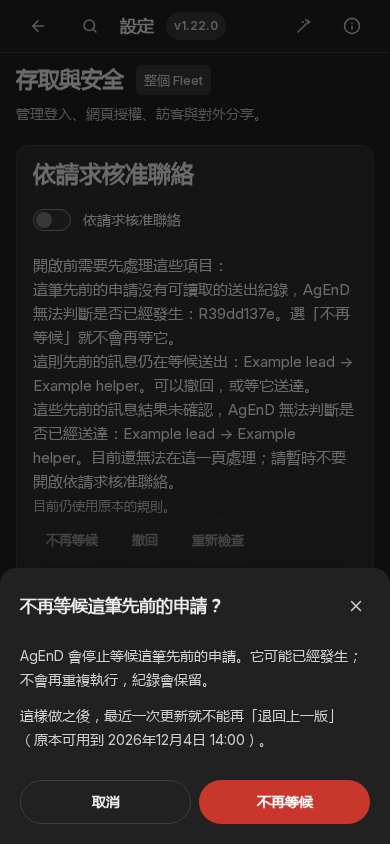 設定 v1.22.0
存取與安全 整個 Fleet
管理登入、網頁授權、訪客與對外分享。
依請求核准聯絡
依請求核准聯絡
開啟前需要先處理這些項目：
這筆先前的申請沒有可讀取的送出紀錄，AgEnD
無法判斷是否已經發生：R39dd137e。選「不再
等候」就不會再等它。
這則先前的訊息仍在等候送出：Example lead →
Example helper。可以撤回，或等它送達。
這些先前的訊息結果未確認，AgEnD 無法判斷是
否已經送達：Example lead → Example
helper。目前還無法在這一頁處理；請暫時不要
開啟依請求核准聯絡。
目前仍使用原本的規則。
不再等候 撤回 重新檢查
不再等候這筆先前的申請？
AgEnD 會停止等候這筆先前的申請。它可能已經發生；
不會再重複執行，紀錄會保留。
這樣做之後，最近一次更新就不能再「退回上一版」
（原本可用到 2026年12月4日 14:00）。
取消 不再等候